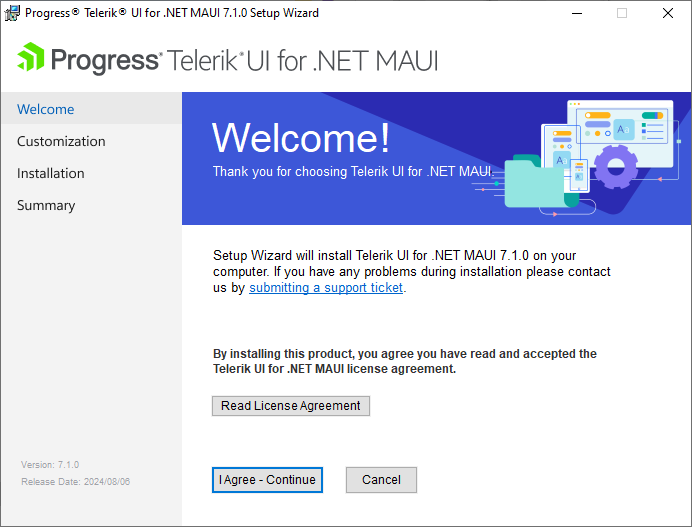 Progress® Telerik® UI for .NET MAUI 7.1.0 Setup Wizard
Progress® Telerik® UI for .NET MAUI
Welcome
Customization
Installation
Summary
Welcome!
Thank you for choosing Telerik UI for .NET MAUI.
Setup Wizard will install Telerik UI for .NET MAUI 7.1.0 on your
computer. If you have any problems during installation please contact
us by submitting a support ticket.
By installing this product, you agree you have read and accepted the
Telerik UI for .NET MAUI license agreement.
Read License Agreement
Version: 7.1.0
Release Date: 2024/08/06
I Agree - Continue
Cancel